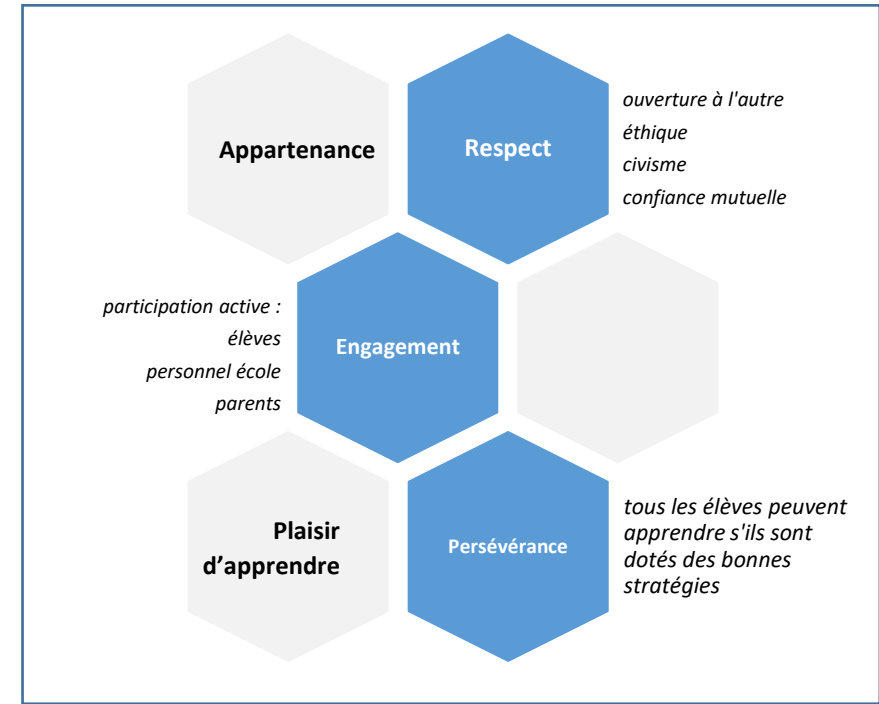 Appartenance
Respect
ouverture à l'autre
éthique
civisme
confiance mutuelle
participation active :
élèves
personnel école
parents
Engagement
Plaisir
d’apprendre
Persévérance
tous les élèves peuvent
apprendre s'ils sont
dotés des bonnes
stratégies